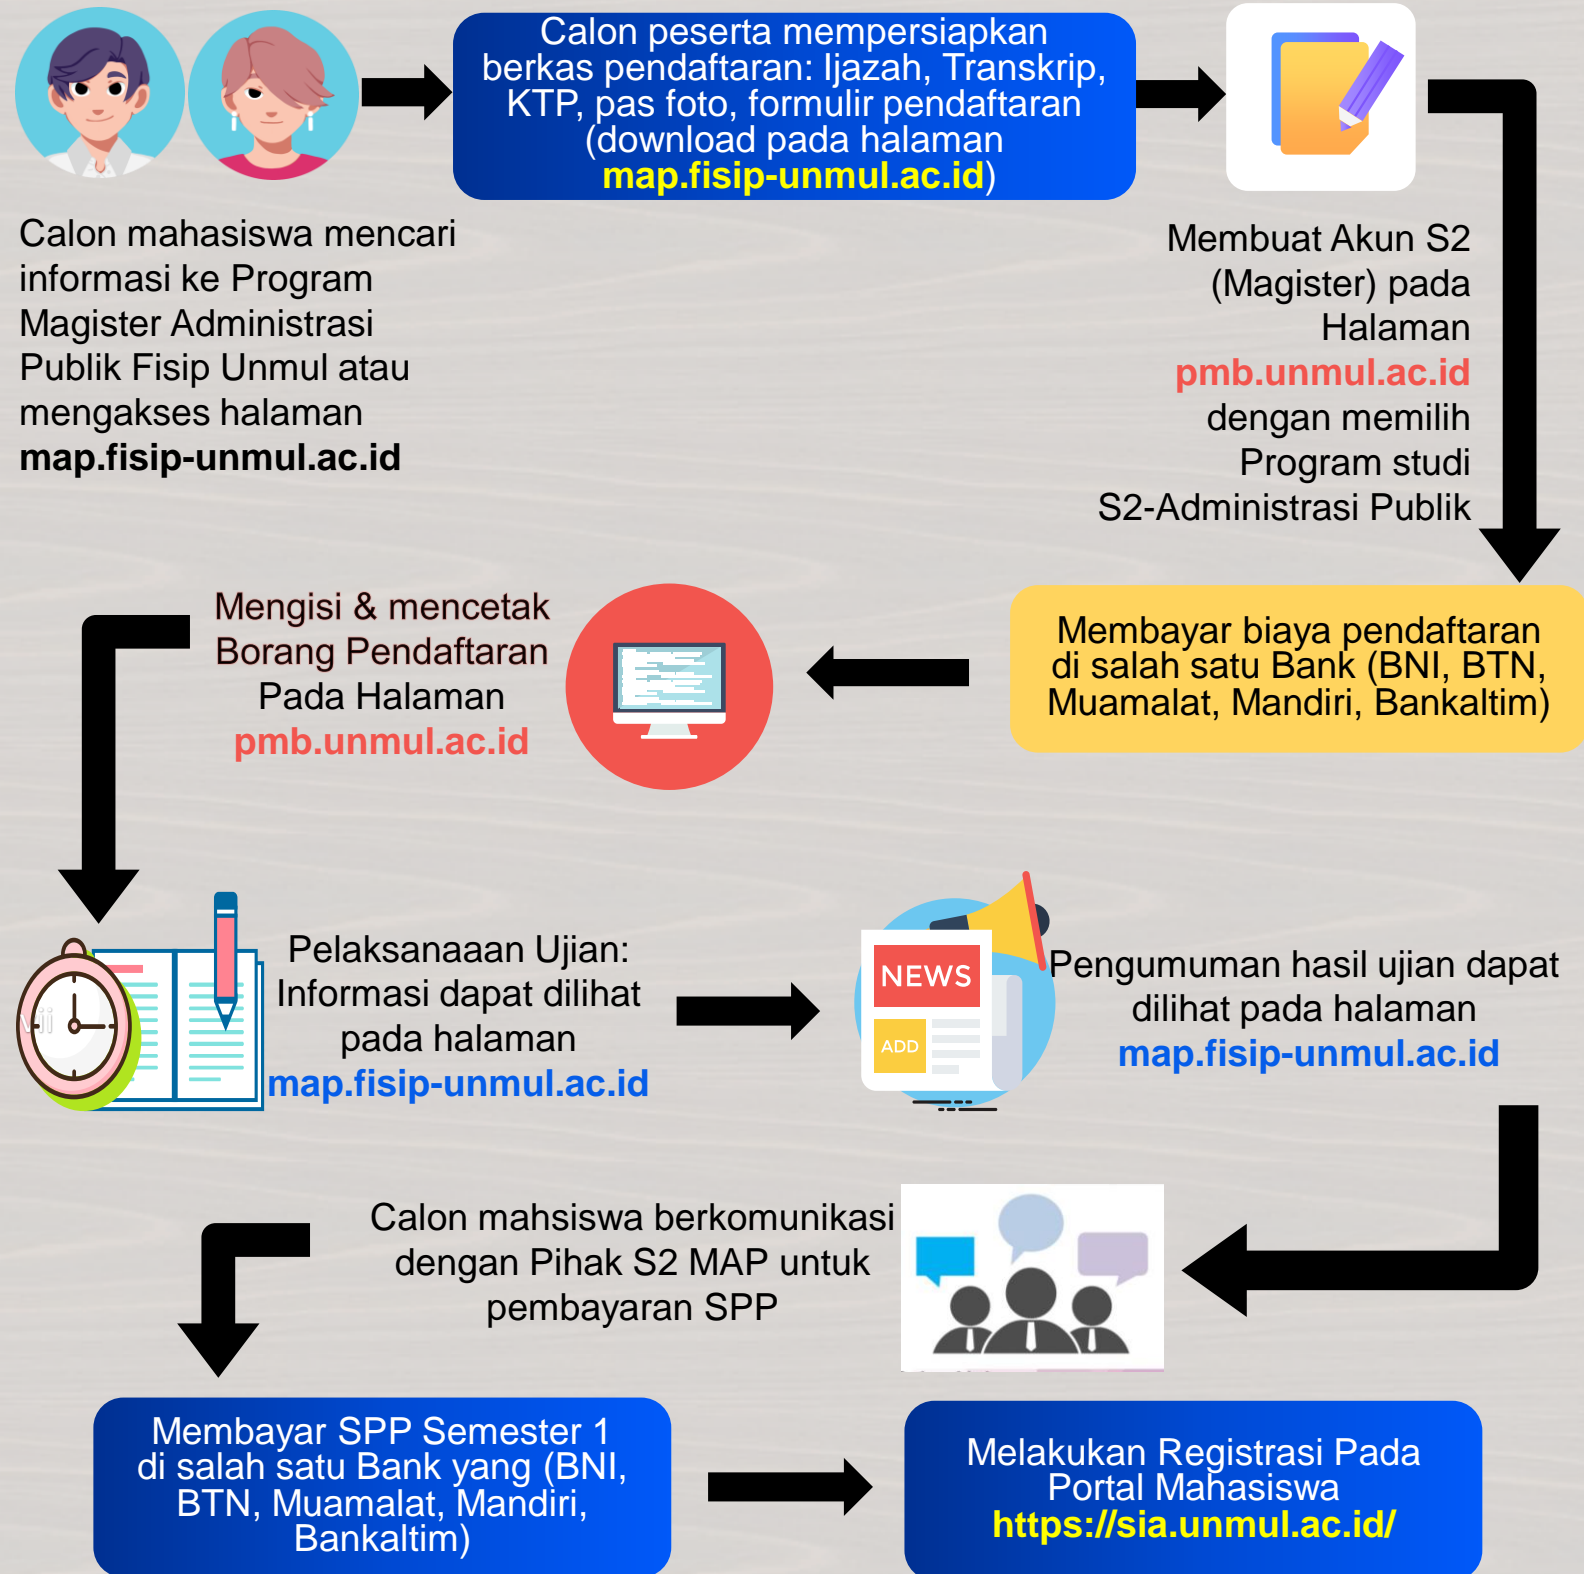 Calon peserta mempersiapkan
berkas pendaftaran: Ijazah, Transkrip,
KTP, pas foto, formulir pendaftaran
(download pada halaman
map.fisip-unmul.ac.id)
Calon mahasiswa mencari
informasi ke Program
Magister Administrasi
Publik Fisip Unmul atau
mengakses halaman
map.fisip-unmul.ac.id
Membuat Akun S2
(Magister) pada
Halaman
pmb.unmul.ac.id
dengan memilih
Program studi
S2-Administrasi Publik
Membayar biaya pendaftaran
di salah satu Bank (BNI, BTN,
Muamalat, Mandiri, Bankaltim)
Mengisi & mencetak
Borang Pendaftaran
Pada Halaman
pmb.unmul.ac.id
Pelaksanaaan Ujian:
Informasi dapat dilihat
pada halaman
map.fisip-unmul.ac.id
NEWS
ADD
Pengumuman hasil ujian dapat
dilihat pada halaman
map.fisip-unmul.ac.id
Calon mahsiswa berkomunikasi
dengan Pihak S2 MAP untuk
pembayaran SPP
Membayar SPP Semester 1
di salah satu Bank yang (BNI,
BTN, Muamalat, Mandiri,
Bankaltim)
Melakukan Registrasi Pada
Portal Mahasiswa
https://sia.unmul.ac.id/